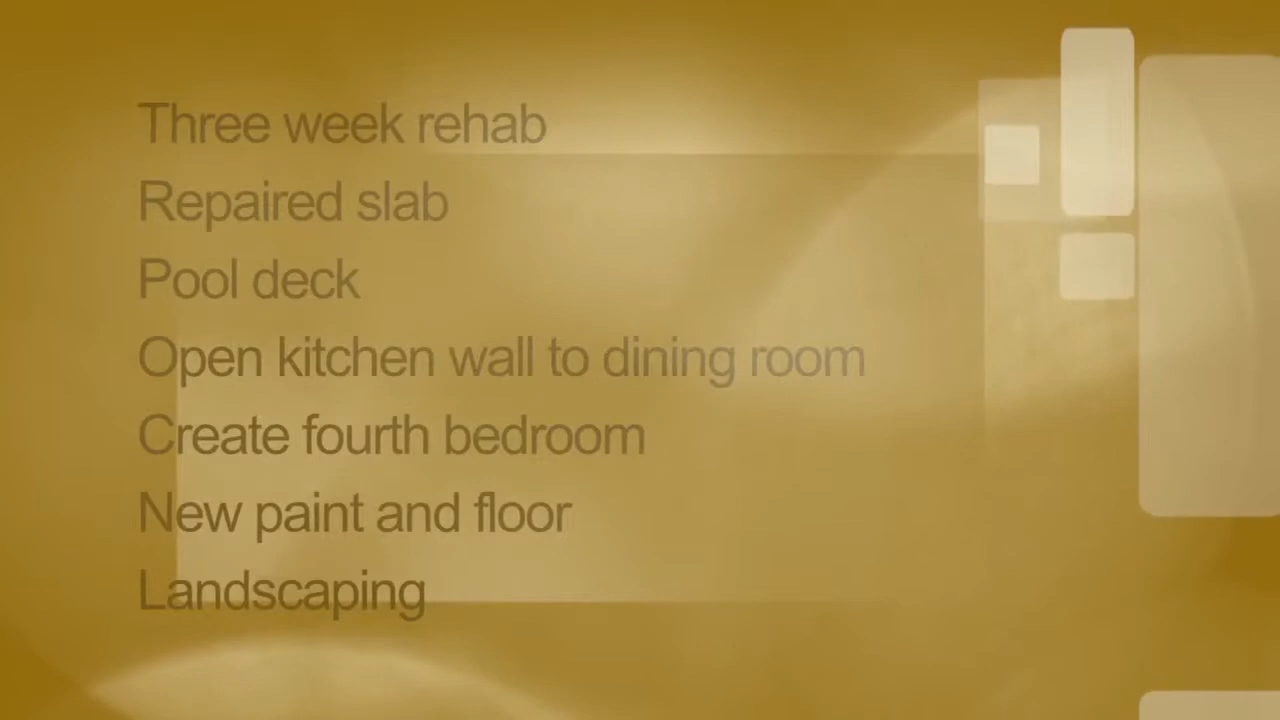 Three week rehab
Repaired slab
Pool deck
Open kitchen wall to dining room
Create fourth bedroom
New paint and floor
Landscaping